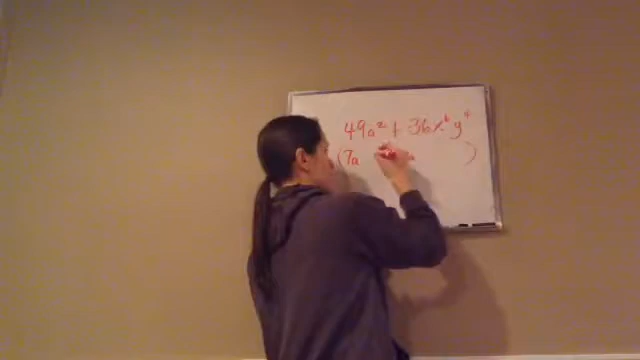 49a² + 36x⁶y⁴
(7a a )